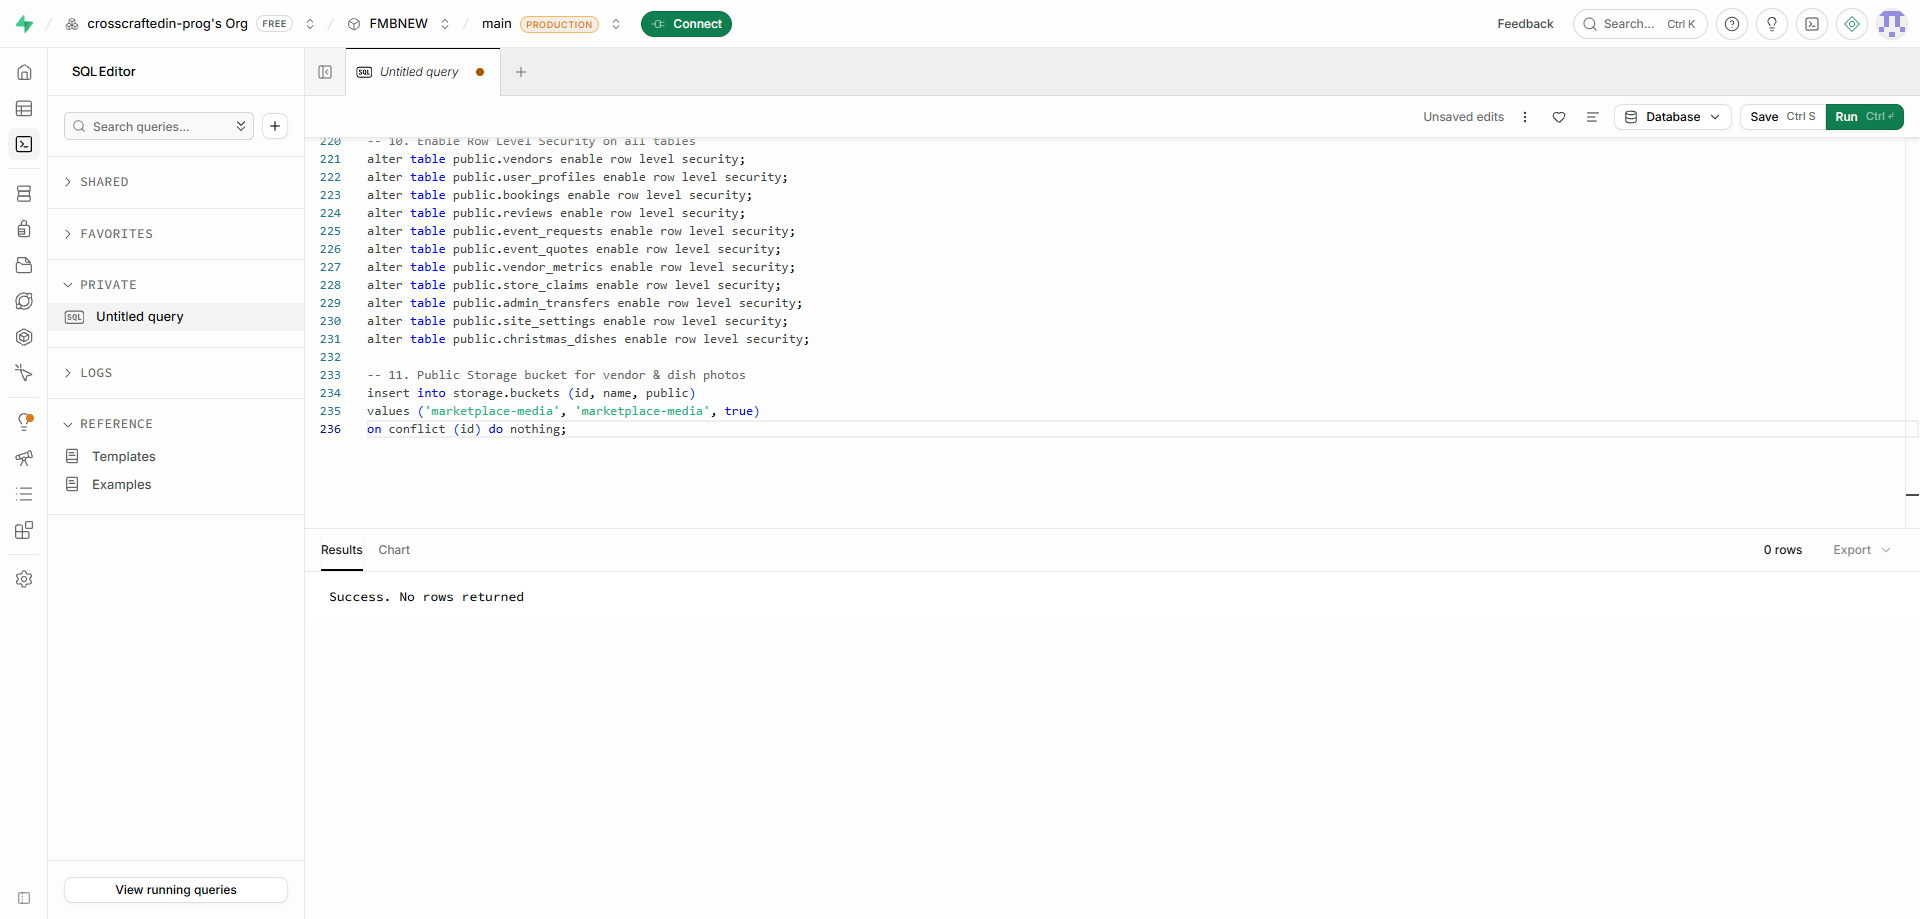 crosscraftedin-prog's Org FREE FMBNEW main PRODUCTION Connect Feedback Search... Ctrl K
SQL Editor
SQL Untitled query
Search queries...
Unsaved edits Database Save Ctrl S Run Ctrl ↵
SHARED
FAVORITES
PRIVATE
SQL Untitled query
LOGS
REFERENCE
Templates
Examples
View running queries
220 -- 10. Enable Row Level Security on all tables
221 alter table public.vendors enable row level security;
222 alter table public.user_profiles enable row level security;
223 alter table public.bookings enable row level security;
224 alter table public.reviews enable row level security;
225 alter table public.event_requests enable row level security;
226 alter table public.event_quotes enable row level security;
227 alter table public.vendor_metrics enable row level security;
228 alter table public.store_claims enable row level security;
229 alter table public.admin_transfers enable row level security;
230 alter table public.site_settings enable row level security;
231 alter table public.christmas_dishes enable row level security;
232
233 -- 11. Public Storage bucket for vendor & dish photos
234 insert into storage.buckets (id, name, public)
235 values ('marketplace-media', 'marketplace-media', true)
236 on conflict (id) do nothing;
Results Chart 0 rows Export
Success. No rows returned